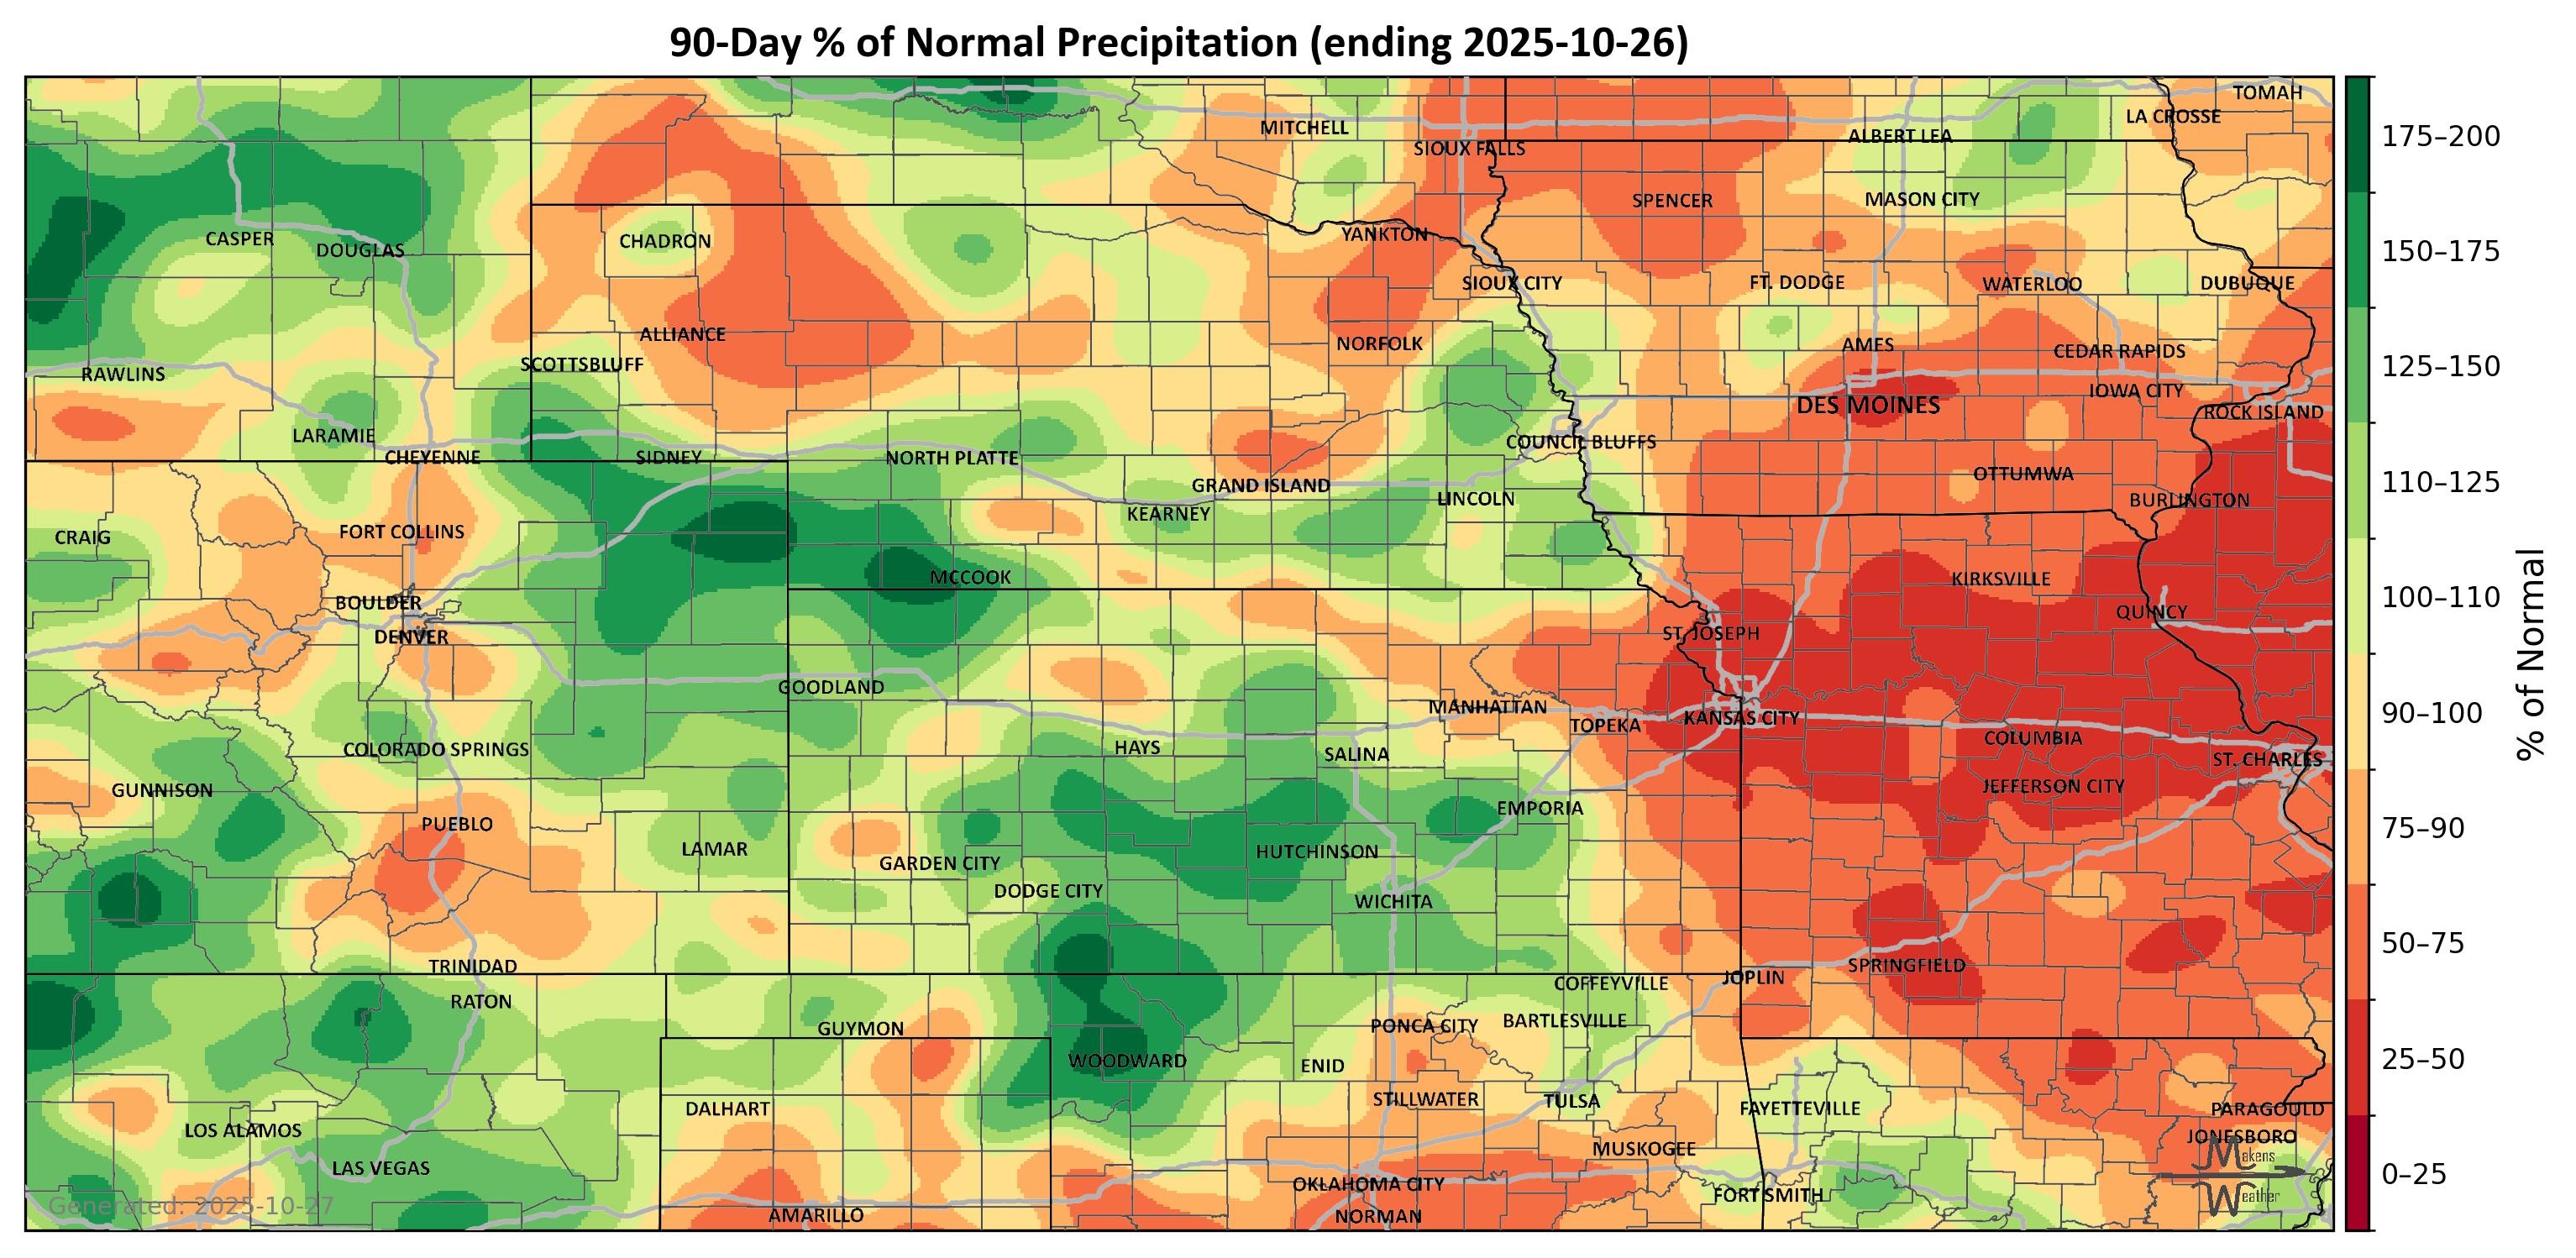 90-Day % of Normal Precipitation (ending 2025-10-26)
TOMAH
LA CROSSE
MITCHELL
ALBERT LEA
SIOUX FALLS
SPENCER
MASON CITY
CASPER
DOUGLAS
CHADRON
YANKTON
SIOUX CITY
FT. DODGE
WATERLOO
DUBUQUE
ALLIANCE
NORFOLK
AMES
CEDAR RAPIDS
SCOTTSBLUFF
RAWLINS
IOWA CITY
DES MOINES
ROCK ISLAND
LARAMIE
COUNCIL BLUFFS
CHEYENNE
SIDNEY
NORTH PLATTE
OTTUMWA
GRAND ISLAND
LINCOLN
BURLINGTON
KEARNEY
FORT COLLINS
CRAIG
MCCOOK
KIRKSVILLE
BOULDER
QUINCY
DENVER
ST. JOSEPH
GOODLAND
MANHATTAN
TOPEKA
KANSAS CITY
COLUMBIA
COLORADO SPRINGS
HAYS
SALINA
ST. CHARLES
GUNNISON
JEFFERSON CITY
EMPORIA
PUEBLO
LAMAR
HUTCHINSON
GARDEN CITY
DODGE CITY
WICHITA
TRINIDAD
SPRINGFIELD
JOPLIN
COFFEYVILLE
RATON
GUYMON
PONCA CITY
BARTLESVILLE
WOODWARD
ENID
STILLWATER
TULSA
DALHART
FAYETTEVILLE
PARAGOULD
LOS ALAMOS
JONESBORO
MUSKOGEE
LAS VEGAS
OKLAHOMA CITY
FORT SMITH
AMARILLO
NORMAN
Generated: 2025-10-27
Makens
Weather
175–200
150–175
125–150
110–125
100–110
90–100
75–90
50–75
25–50
0–25
% of Normal